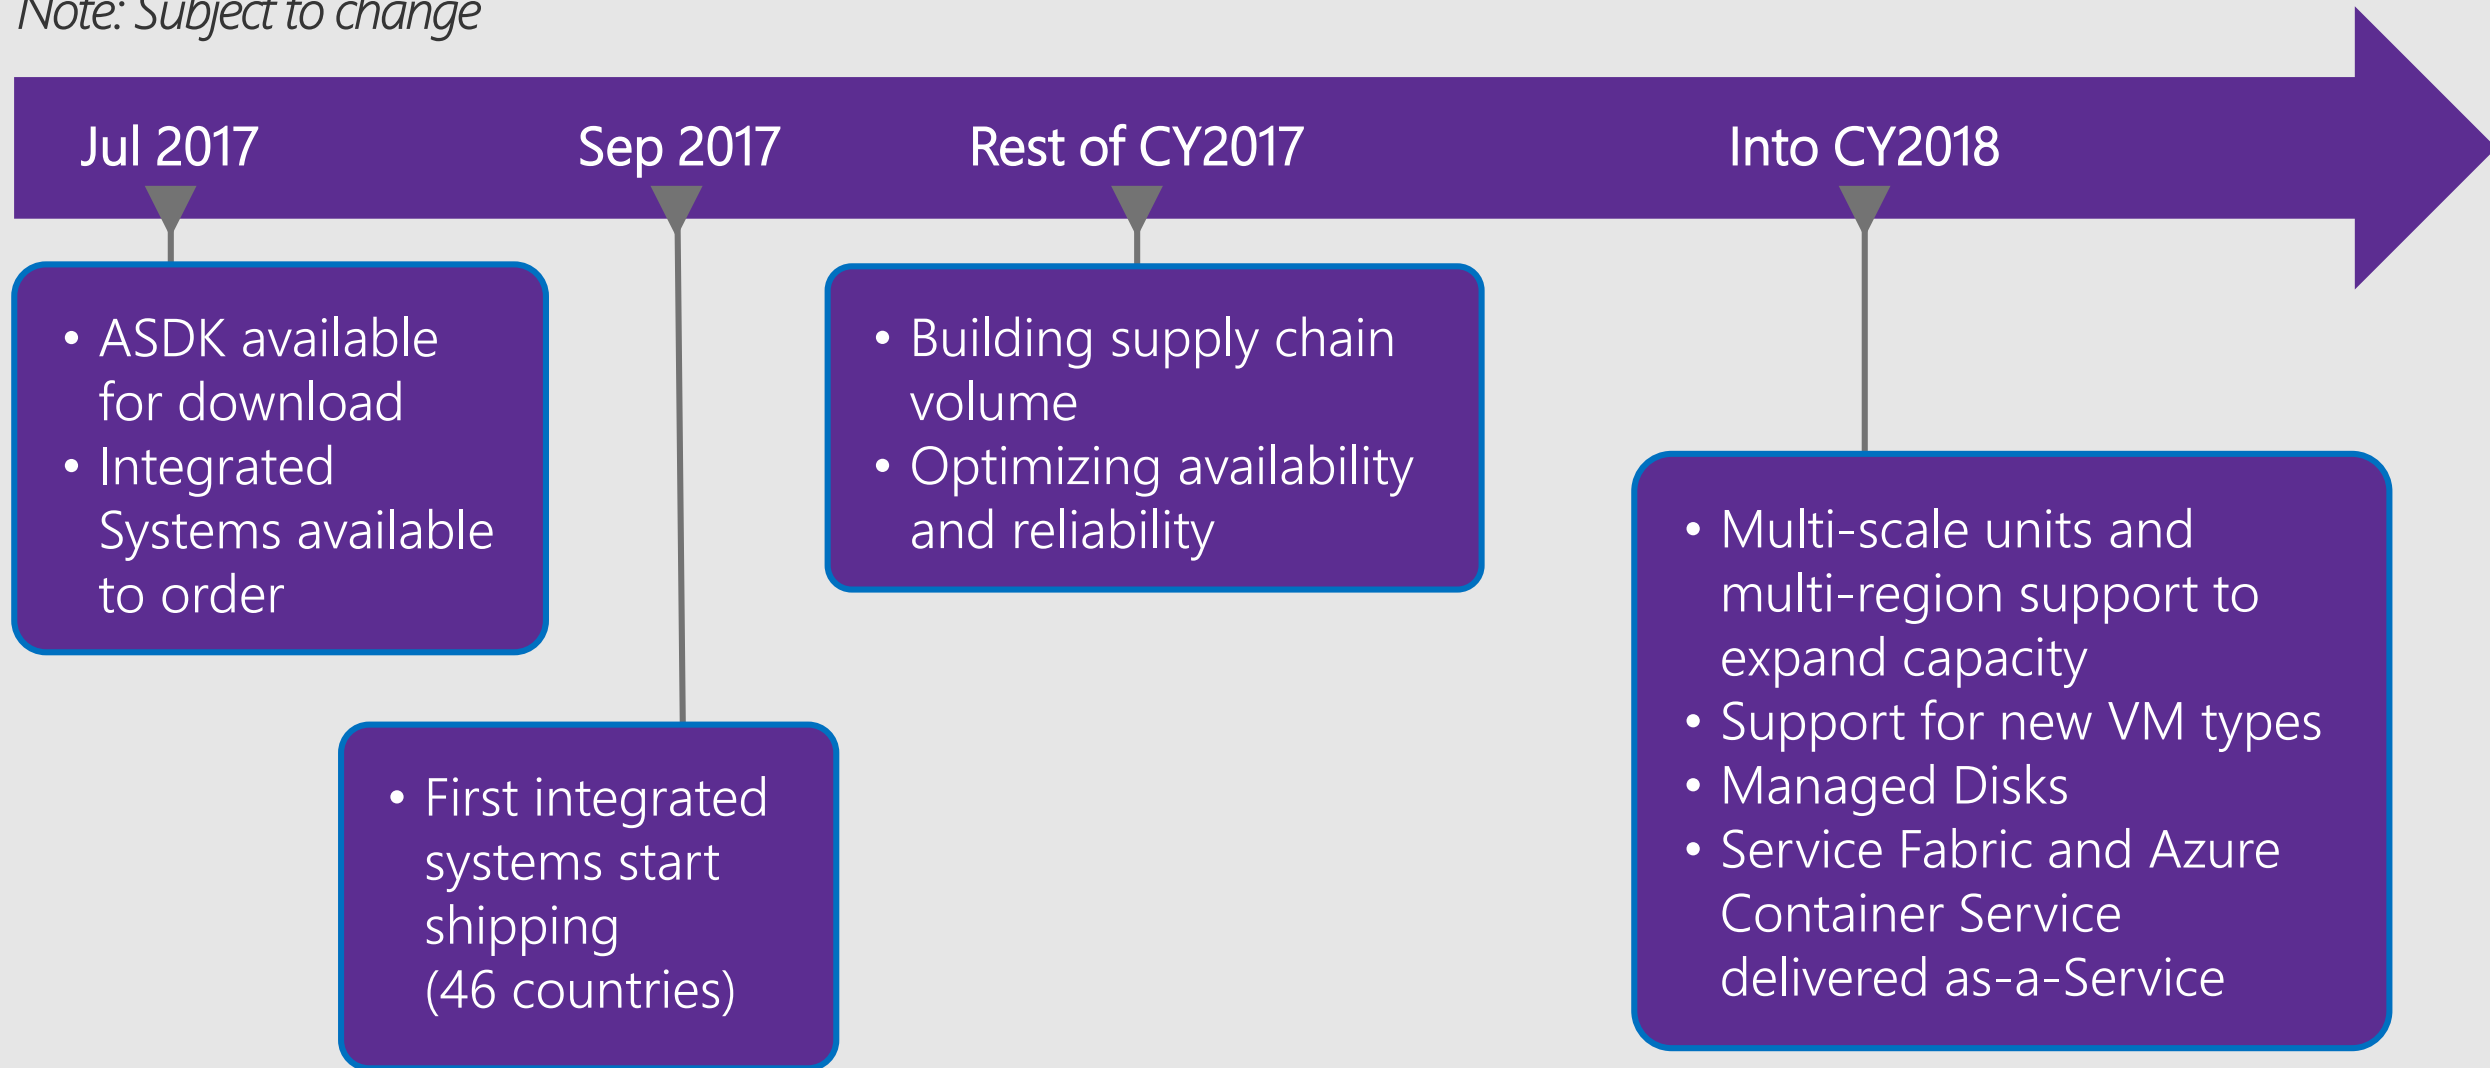 Note: Subject to change
Jul 2017
Sep 2017
Rest of CY2017
Into CY2018
• ASDK available
for download
• Integrated
Systems available
to order
• First integrated
systems start
shipping
(46 countries)
• Building supply chain
volume
• Optimizing availability
and reliability
• Multi-scale units and
multi-region support to
expand capacity
• Support for new VM types
• Managed Disks
• Service Fabric and Azure
Container Service
delivered as-a-Service